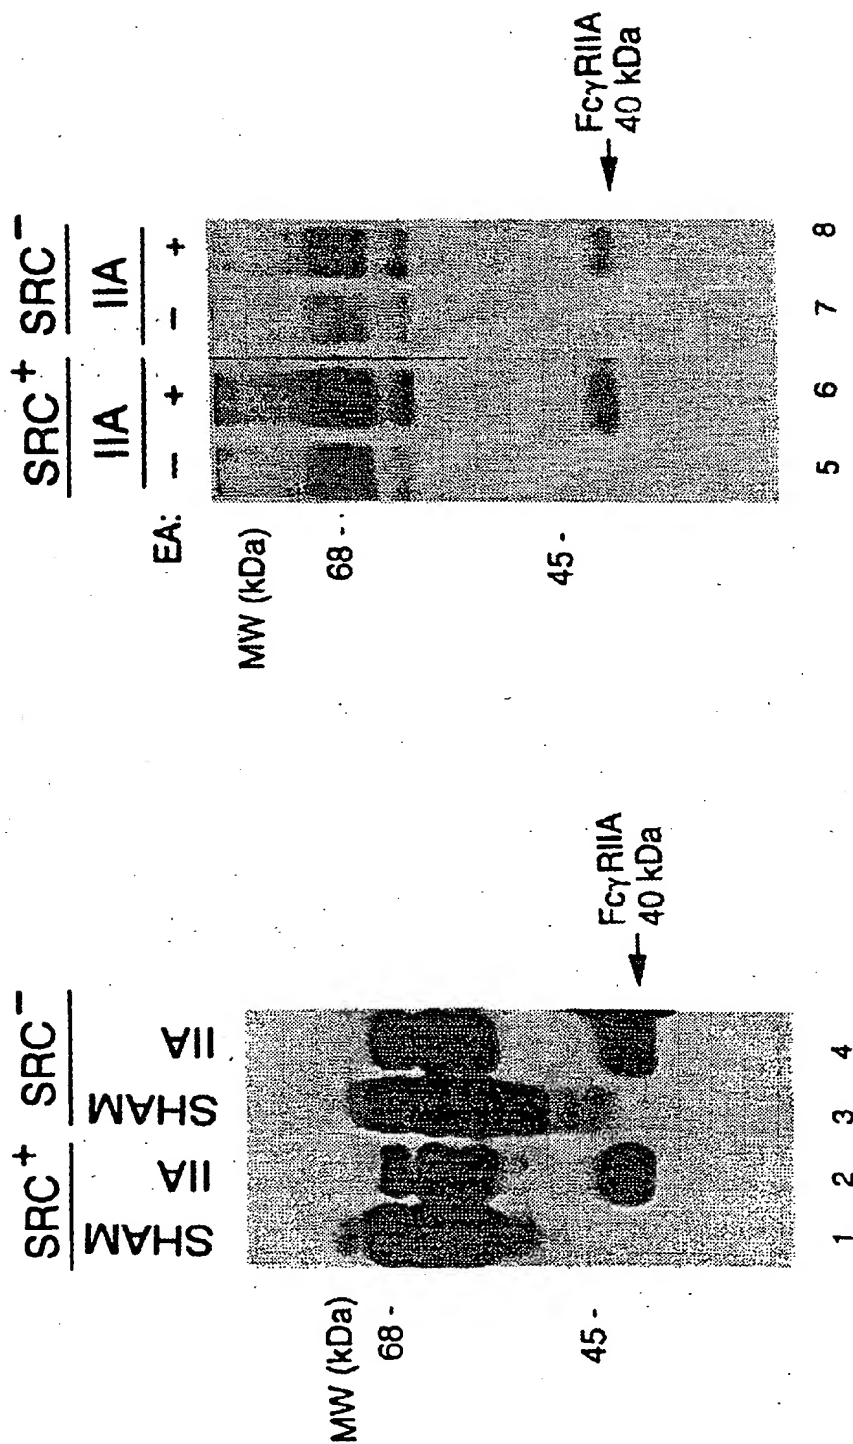 SRC+ SRC−
SHAM IIA SHAM IIA
MW (kDa)
68 -
45 -
FcγRIIA
40 kDa
1 2 3 4
SRC+ SRC−
IIA IIA
EA: − + − +
MW (kDa)
68 -
45 -
FcγRIIA
40 kDa
5 6 7 8